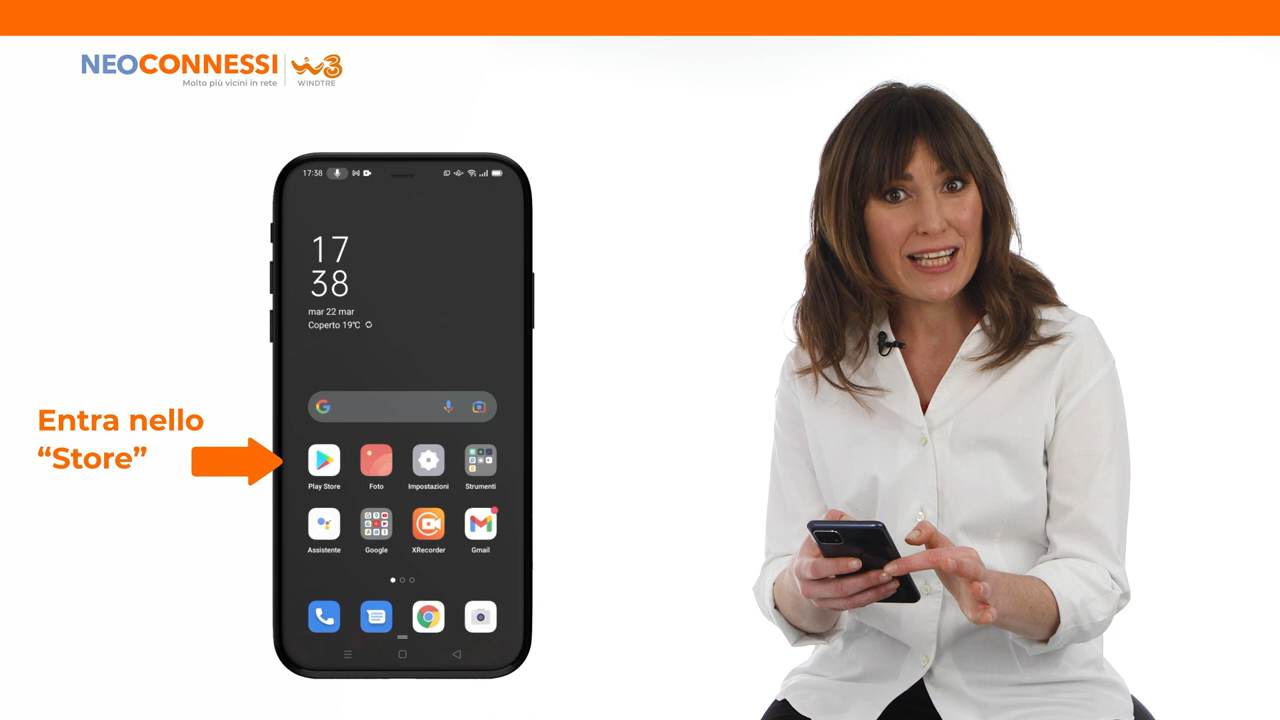 NEOCONNESSI
Molto più vicini in rete
WINDTRE
17:38
17
38
mar 22 mar
Coperto 19°C
Entra nello
“Store”
Play Store
Foto
Impostazioni
Strumenti
Assistente
Google
XRecorder
Gmail